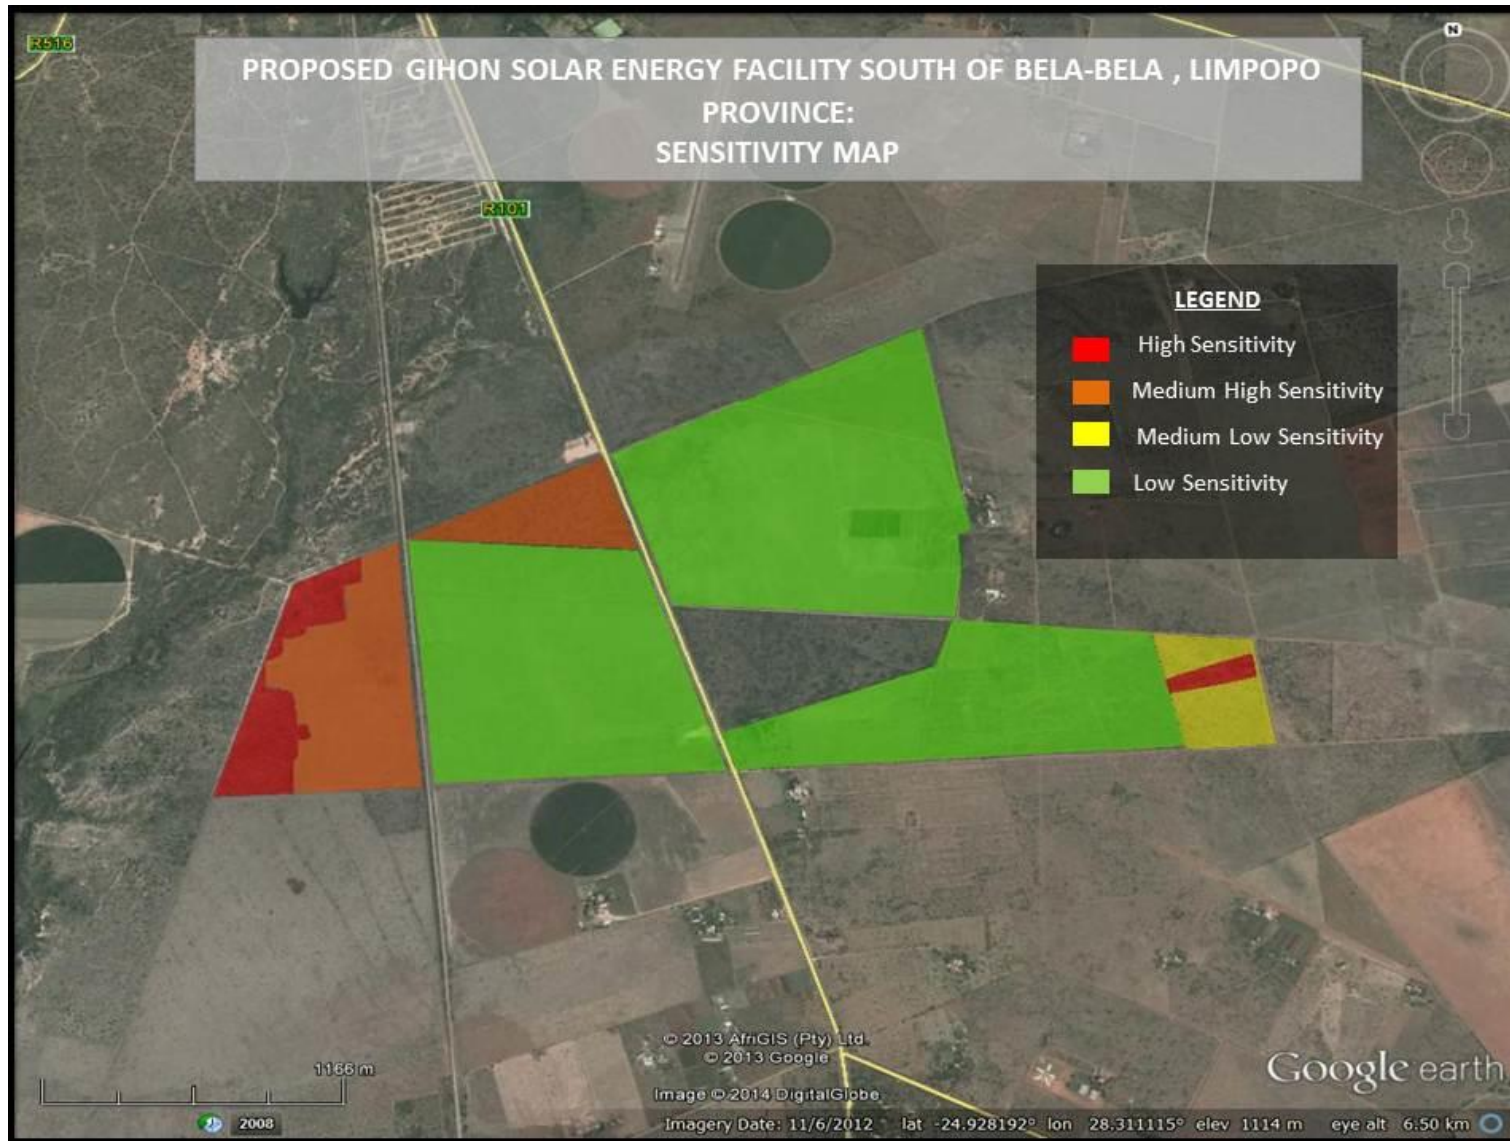 R516
PROPOSED GIHON SOLAR ENERGY FACILITY SOUTH OF BELA-BELA , LIMPOPO
PROVINCE:
SENSITIVITY MAP
N
R101
LEGEND
High Sensitivity
Medium High Sensitivity
Medium Low Sensitivity
Low Sensitivity
1166 m
© 2013 AfriGIS (Pty) Ltd.
© 2013 Google
Image © 2014 DigitalGlobe
Google earth
2008
Imagery Date: 11/6/2012 lat -24.928192° lon 28.311115° elev 1114 m eye alt 6.50 km